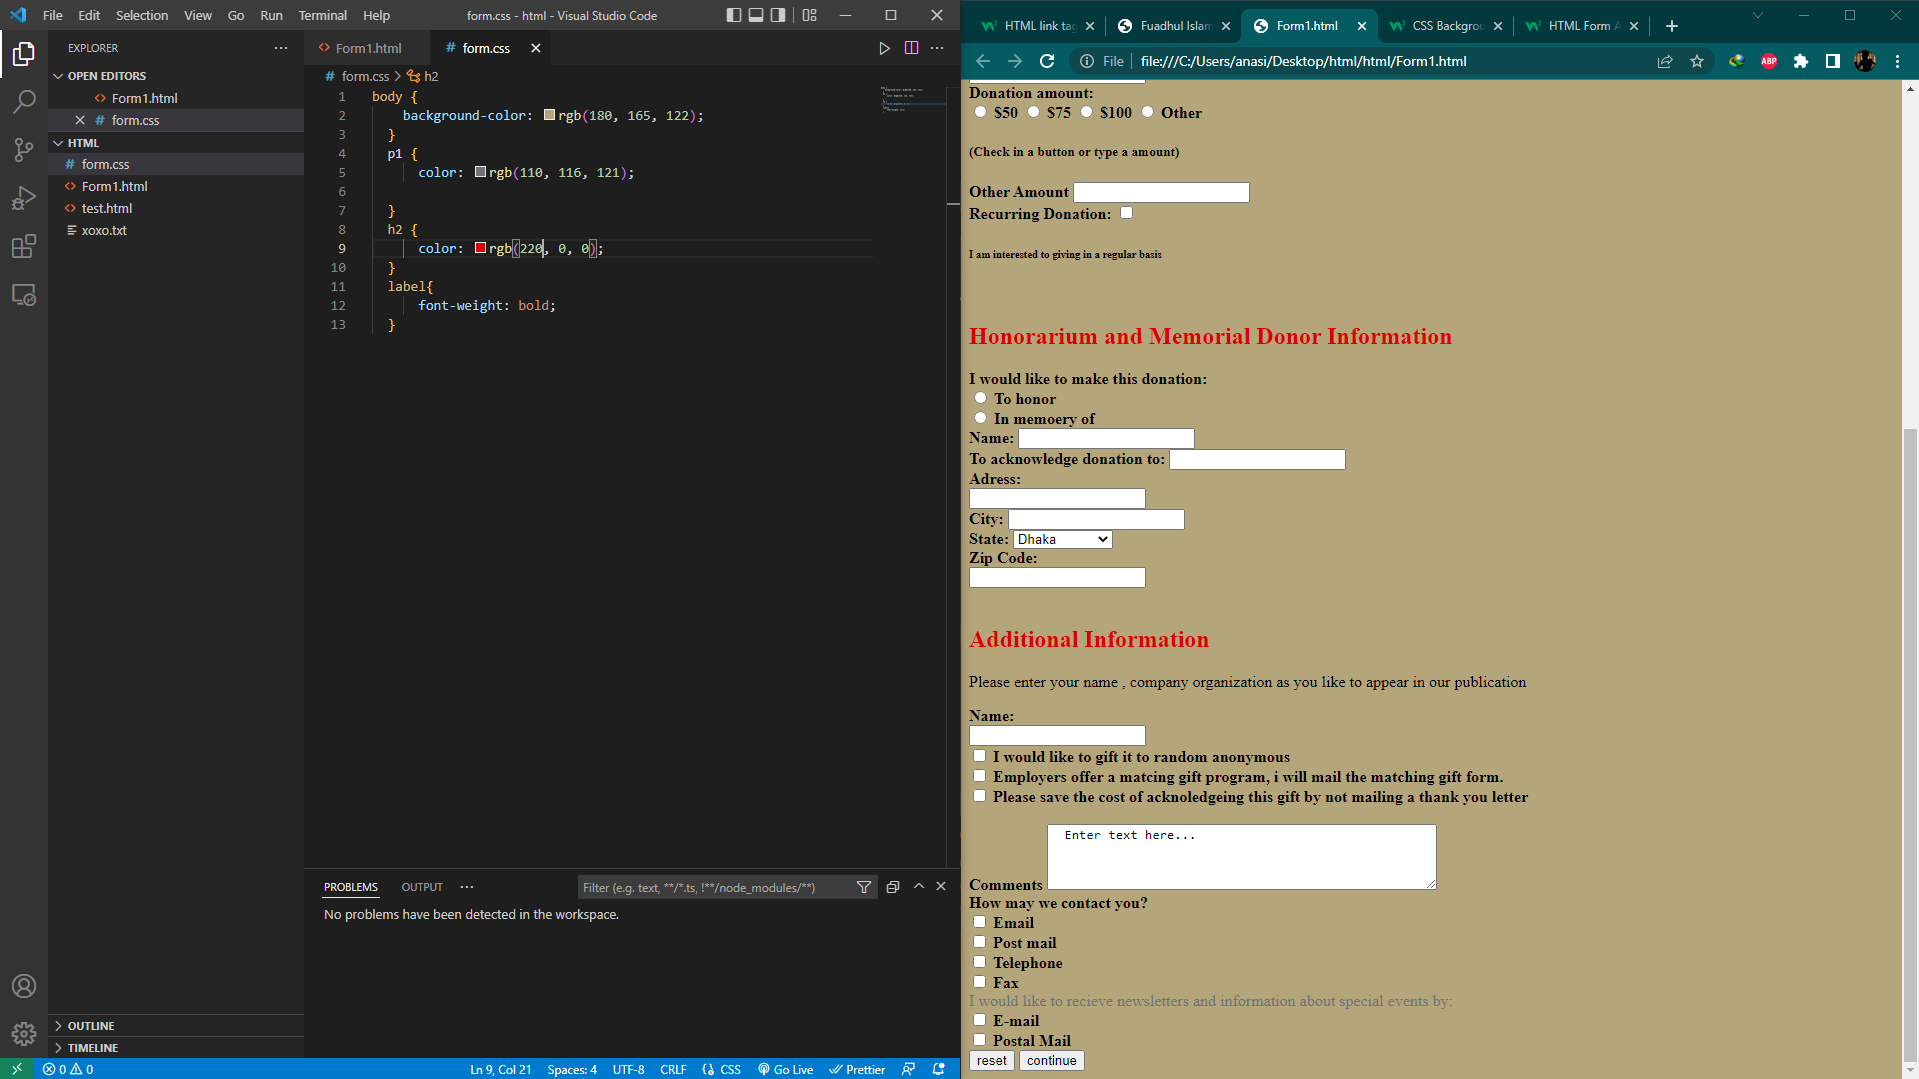 File Edit Selection View Go Run Terminal Help
form.css - html - Visual Studio Code
EXPLORER
OPEN EDITORS
Form1.html
form.css
HTML
form.css
Form1.html
test.html
xoxo.txt
OUTLINE
TIMELINE
Form1.html
form.css
form.css > h2
1 body {
2 background-color: rgb(180, 165, 122);
3 }
4 p1 {
5 color: rgb(110, 116, 121);
6
7 }
8 h2 {
9 color: rgb(220, 0, 0);
10 }
11 label{
12 font-weight: bold;
13 }
PROBLEMS OUTPUT
Filter (e.g. text, **/*.ts, !**/node_modules/**)
No problems have been detected in the workspace.
0 0
Ln 9, Col 21 Spaces: 4 UTF-8 CRLF CSS Go Live Prettier
HTML link tag
Fuadhul Islam
Form1.html
CSS Backgrou
HTML Form A
File
file:///C:/Users/anasi/Desktop/html/html/Form1.html
ABP
Donation amount:
$50 $75 $100 Other
(Check in a button or type a amount)
Other Amount
Recurring Donation:
I am interested to giving in a regular basis
Honorarium and Memorial Donor Information
I would like to make this donation:
To honor
In memoery of
Name:
To acknowledge donation to:
Adress:
City:
State: Dhaka
Zip Code:
Additional Information
Please enter your name , company organization as you like to appear in our publication
Name:
I would like to gift it to random anonymous
Employers offer a matcing gift program, i will mail the matching gift form.
Please save the cost of acknoledgeing this gift by not mailing a thank you letter
Enter text here...
Comments
How may we contact you?
Email
Post mail
Telephone
Fax
I would like to recieve newsletters and information about special events by:
E-mail
Postal Mail
reset continue